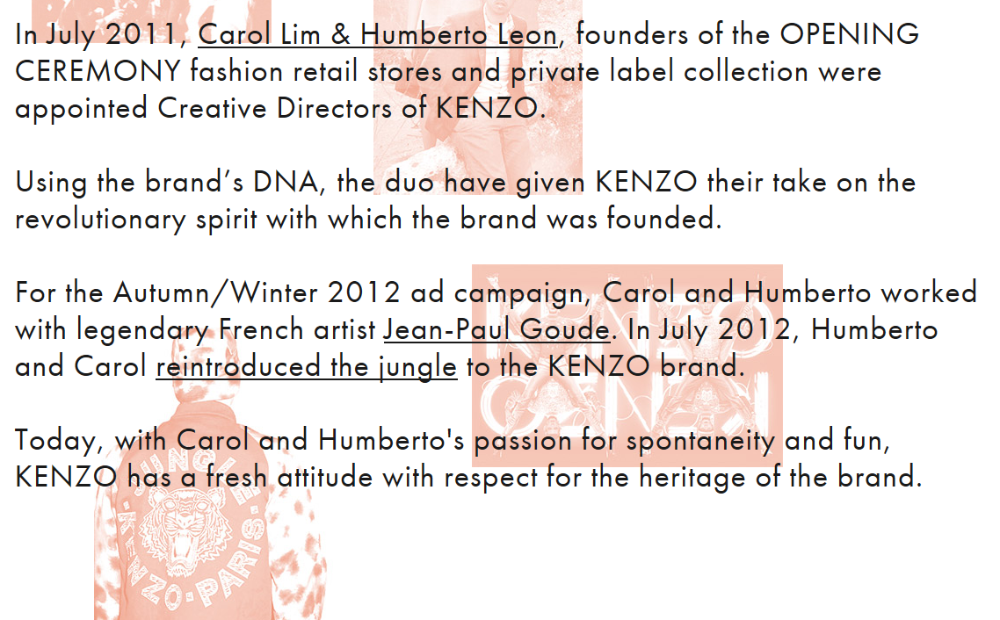 In July 2011, Carol Lim & Humberto Leon, founders of the OPENING
CEREMONY fashion retail stores and private label collection were
appointed Creative Directors of KENZO.
Using the brand’s DNA, the duo have given KENZO their take on the
revolutionary spirit with which the brand was founded.
For the Autumn/Winter 2012 ad campaign, Carol and Humberto worked
with legendary French artist Jean-Paul Goude. In July 2012, Humberto
and Carol reintroduced the jungle to the KENZO brand.
Today, with Carol and Humberto's passion for spontaneity and fun,
KENZO has a fresh attitude with respect for the heritage of the brand.
KENZO
JUNGLE
·KENZO·PARIS·